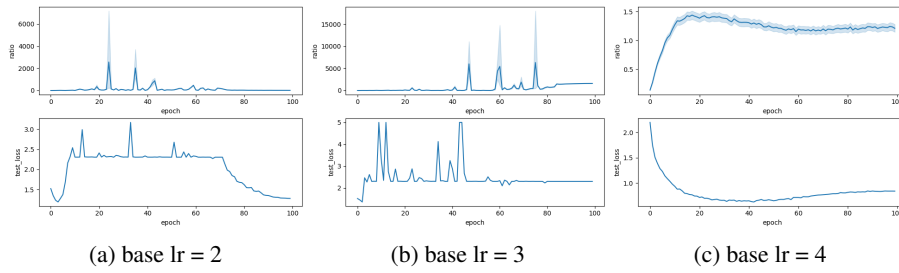 6000
4000
2000
0
ratio
0 20 40 60 80 100
epoch
3.0
2.5
2.0
1.5
test_loss
0 20 40 60 80 100
epoch
(a) base lr = 2
15000
10000
5000
0
ratio
0 20 40 60 80 100
epoch
5
4
3
2
test_loss
0 20 40 60 80 100
epoch
(b) base lr = 3
1.5
1.0
0.5
ratio
0 20 40 60 80 100
epoch
2.0
1.5
1.0
test_loss
0 20 40 60 80 100
epoch
(c) base lr = 4